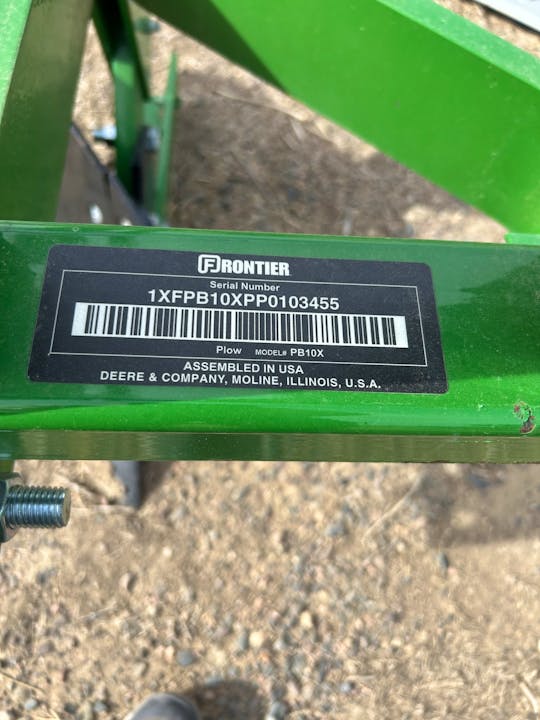 FRONTIER
Serial Number
1XFPB10XPP0103455
Plow MODEL# PB10X
ASSEMBLED IN USA
DEERE & COMPANY, MOLINE, ILLINOIS, U.S.A.